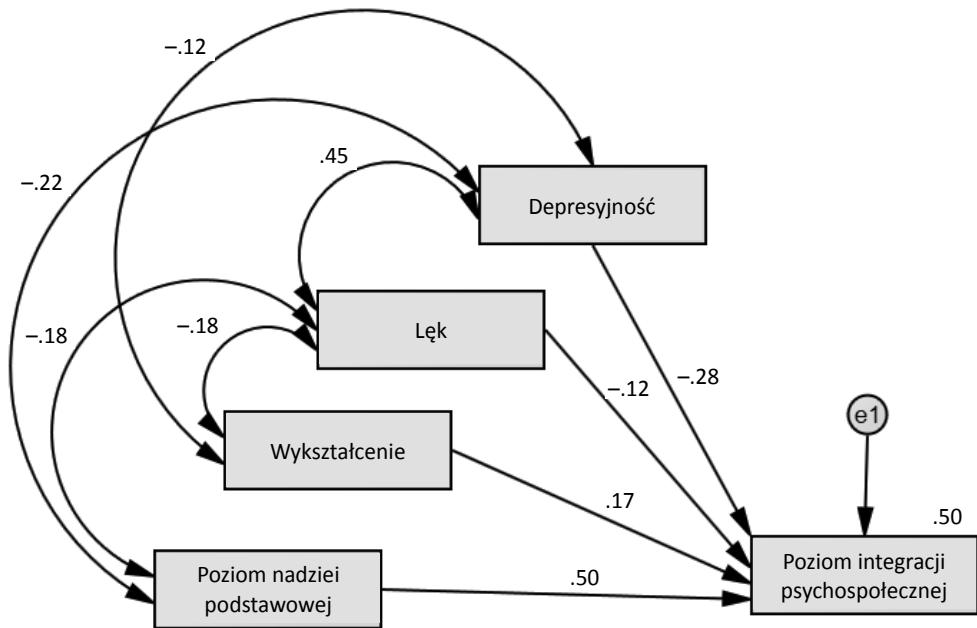 –.12
.45
–.22
Depresyjność
–.18
–.18
Lęk
–.12
–.28
e1
Wykształcenie
.17
.50
Poziom nadziei
podstawowej
.50
Poziom integracji
psychospołecznej